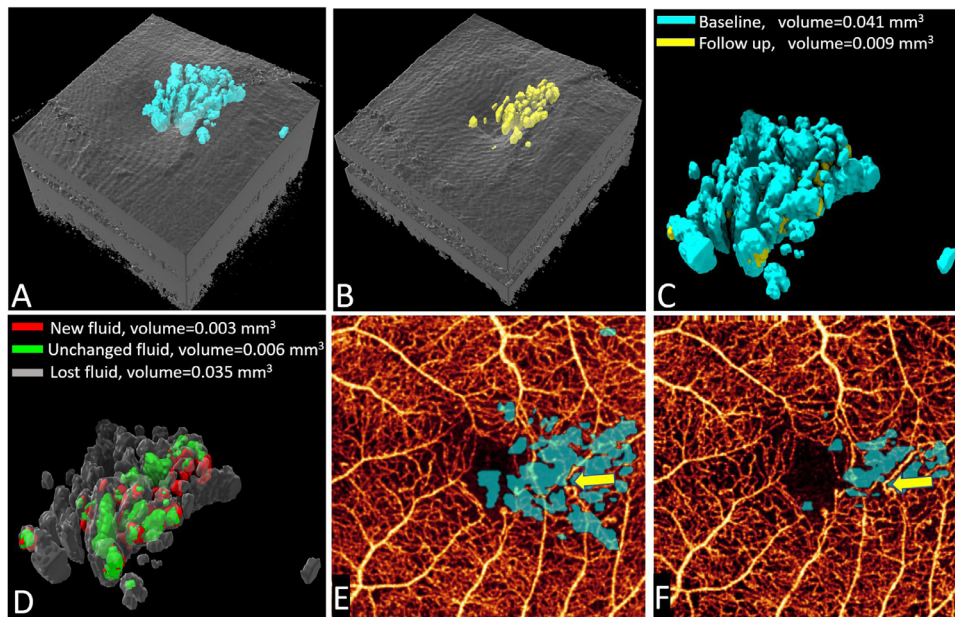 A
B
Baseline, volume=0.041 mm³
Follow up, volume=0.009 mm³
C
New fluid, volume=0.003 mm³
Unchanged fluid, volume=0.006 mm³
Lost fluid, volume=0.035 mm³
D
E
F